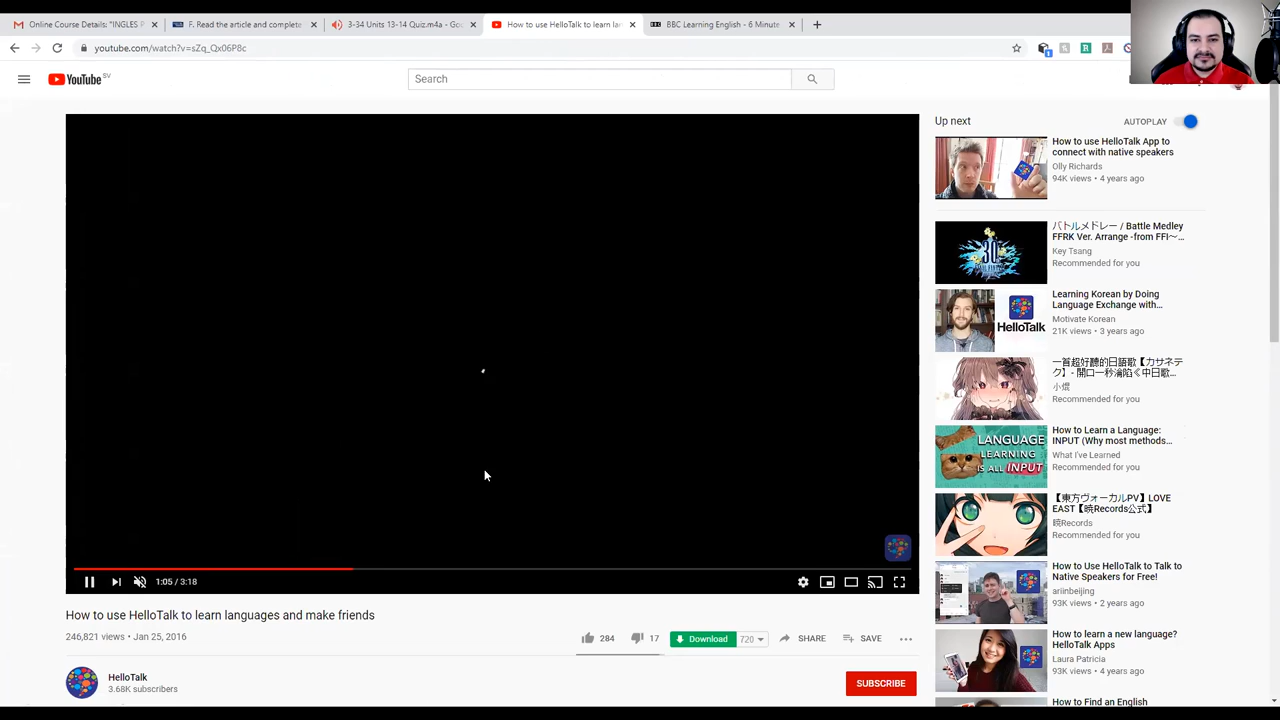 Online Course Details: "INGLES P
F. Read the article and complete
3-34 Units 13-14 Quiz.m4a - Goo
How to use HelloTalk to learn lan
BBC Learning English - 6 Minute
youtube.com/watch?v=sZq_Qx06P8c
YouTube SV
Search
Up next
AUTOPLAY
How to use HelloTalk App to
connect with native speakers
Olly Richards
94K views • 4 years ago
30
バトルメドレー / Battle Medley
FFRK Ver. Arrange -from FFI～...
Key Tsang
Recommended for you
HelloTalk
Learning Korean by Doing
Language Exchange with...
Motivate Korean
21K views • 3 years ago
一首超好聽的日語歌【カサネテ
ク】- 開口一秒淪陷《中日歌...
小煜
Recommended for you
LANGUAGE
LEARNING
IS ALL INPUT
How to Learn a Language:
INPUT (Why most methods...
What I've Learned
Recommended for you
【東方ヴォーカルPV】LOVE
EAST【暁Records公式】
暁Records
Recommended for you
How to Use HelloTalk to Talk to
Native Speakers for Free!
ariinbeijing
93K views • 2 years ago
How to learn a new language?
HelloTalk Apps
Laura Patricia
93K views • 4 years ago
How to Find an English
1:05 / 3:18
How to use HelloTalk to learn languages and make friends
246,821 views • Jan 25, 2016
284
17
Download
720
SHARE
SAVE
HelloTalk
3.68K subscribers
SUBSCRIBE